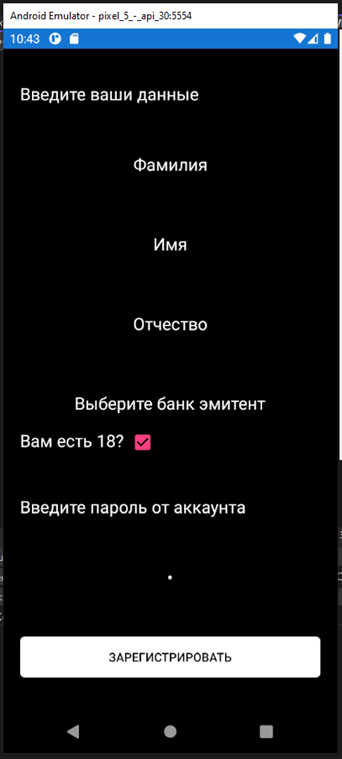 Android Emulator - pixel_5_-_api_30:5554
10:43
Введите ваши данные
Фамилия
Имя
Отчество
Выберите банк эмитент
Вам есть 18?
Введите пароль от аккаунта
ЗАРЕГИСТРИРОВАТЬ